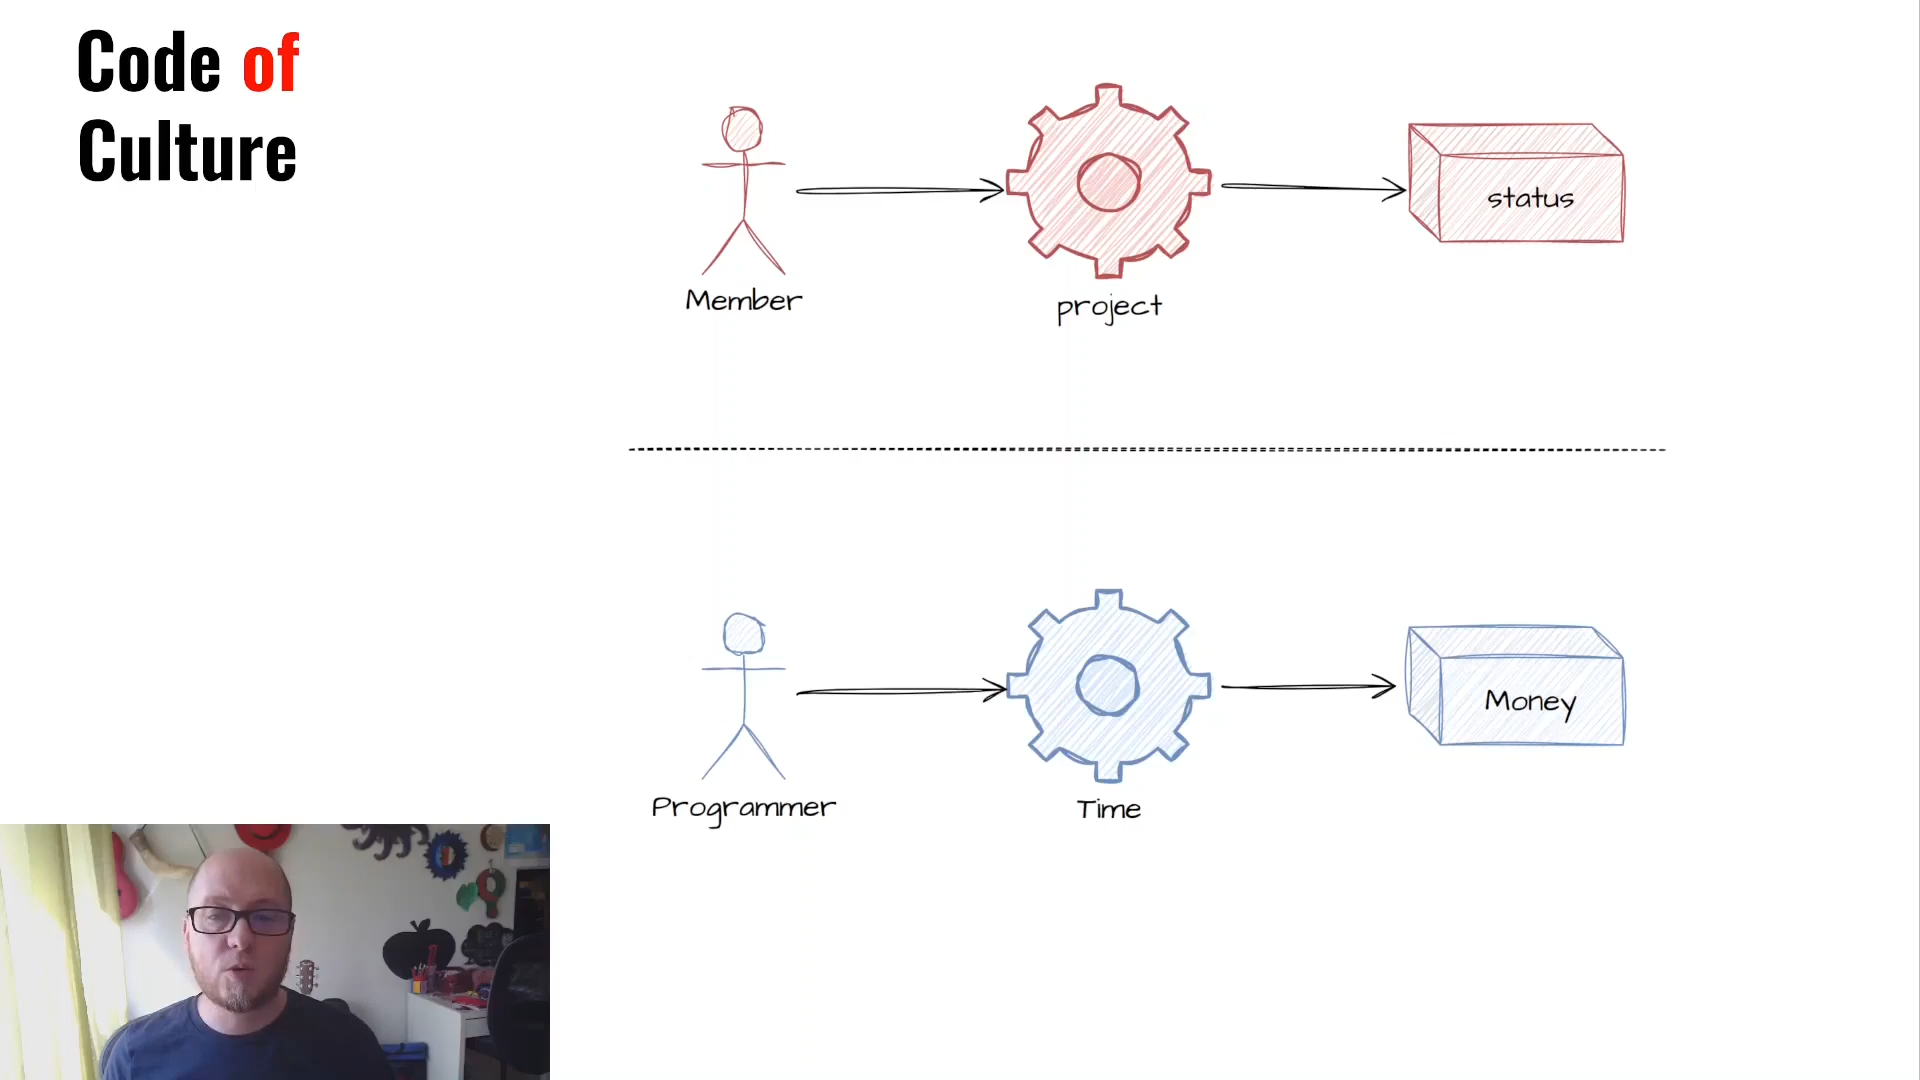 Code of
Culture
status
Member
project
Money
Programmer
Time